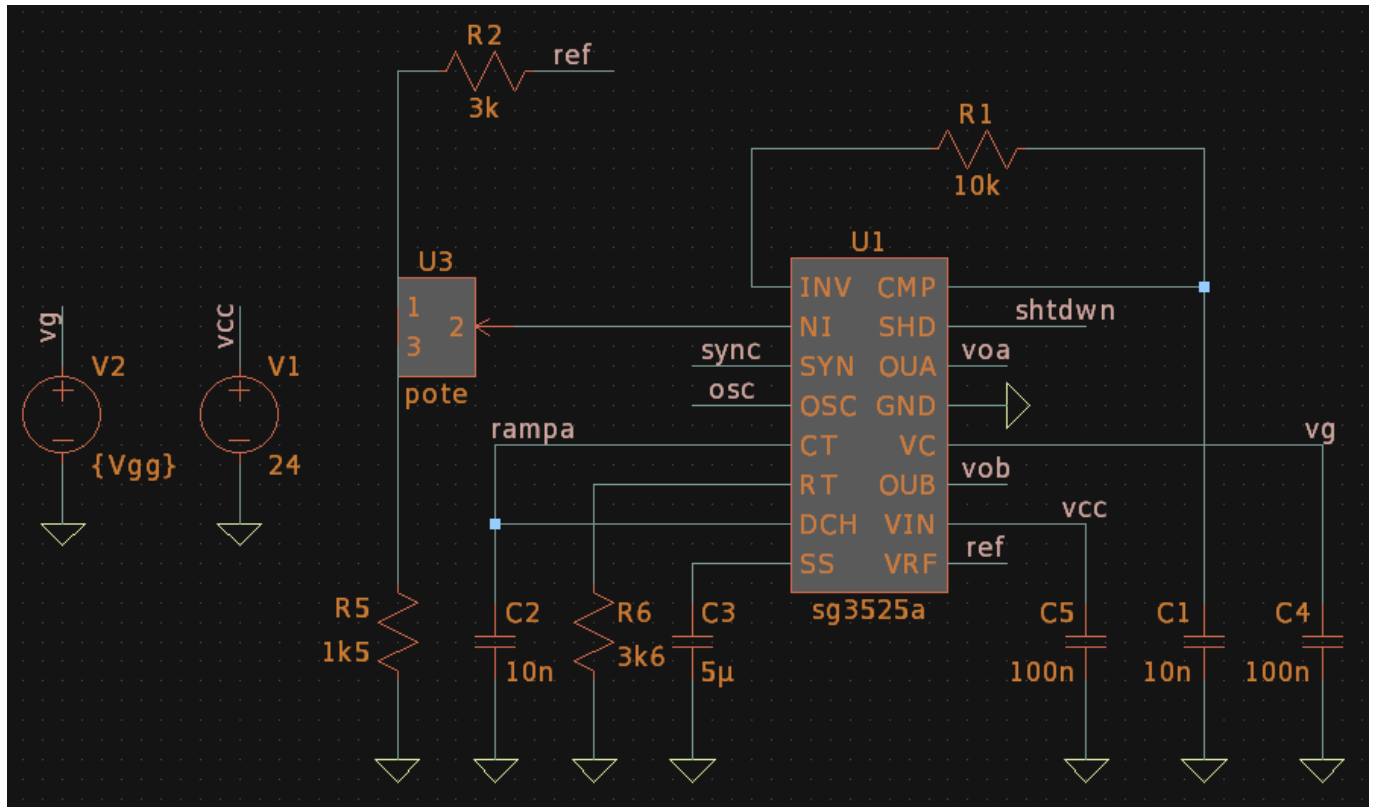 R2
ref
3k
R1
10k
U1
U3
1
2
3
pote
INV CMP
NI SHD
shtdwn
sync
SYN OUA
voa
osc
OSC GND
rampa
CT VC
vg
RT OUB
vob
DCH VIN
vcc
SS VRF
ref
sg3525a
vg
V2
{Vgg}
vcc
V1
24
R5
1k5
C2
10n
R6
3k6
C3
5µ
C5
100n
C1
10n
C4
100n